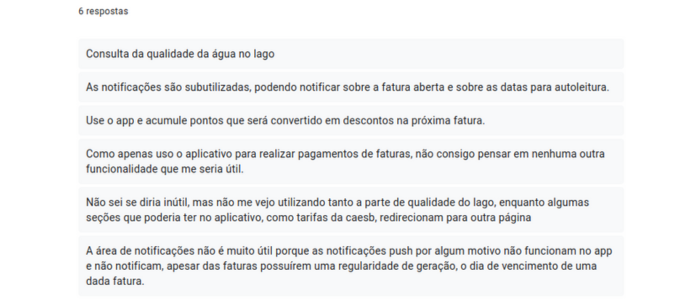 6 respostas
Consulta da qualidade da água no lago
As notificações são subutilizadas, podendo notificar sobre a fatura aberta e sobre as datas para autoleitura.
Use o app e acumule pontos que será convertido em descontos na próxima fatura.
Como apenas uso o aplicativo para realizar pagamentos de faturas, não consigo pensar em nenhuma outra
funcionalidade que me seria útil.
Não sei se diria inútil, mas não me vejo utilizando tanto a parte de qualidade do lago, enquanto algumas
seções que poderia ter no aplicativo, como tarifas da caesb, redirecionam para outra página
A área de notificações não é muito útil porque as notificações push por algum motivo não funcionam no app
e não notificam, apesar das faturas possuírem uma regularidade de geração, o dia de vencimento de uma
dada fatura.